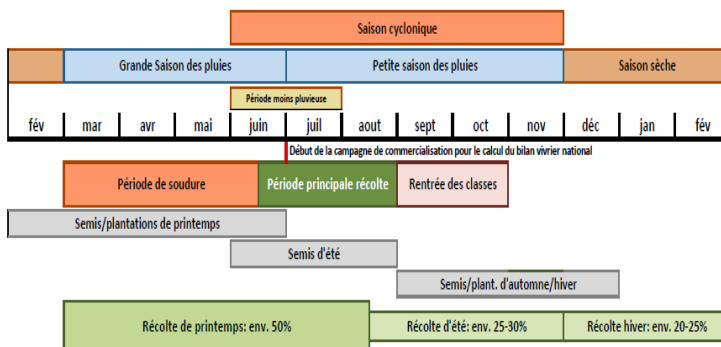 Saison cyclonique
Grande Saison des pluies
Petite saison des pluies
Saison sèche
Période moins pluvieuse
fév mar avr mai juin juil aout sept oct nov déc jan fév
Début de la campagne de commercialisation pour le calcul du bilan vivrier national
Période de soudure
Période principale récolte
Rentrée des classes
Semis/plantations de printemps
Semis d'été
Semis/plant. d'automne/hiver
Récolte de printemps: env. 50%
Récolte d'été: env. 25-30%
Récolte hiver: env. 20-25%